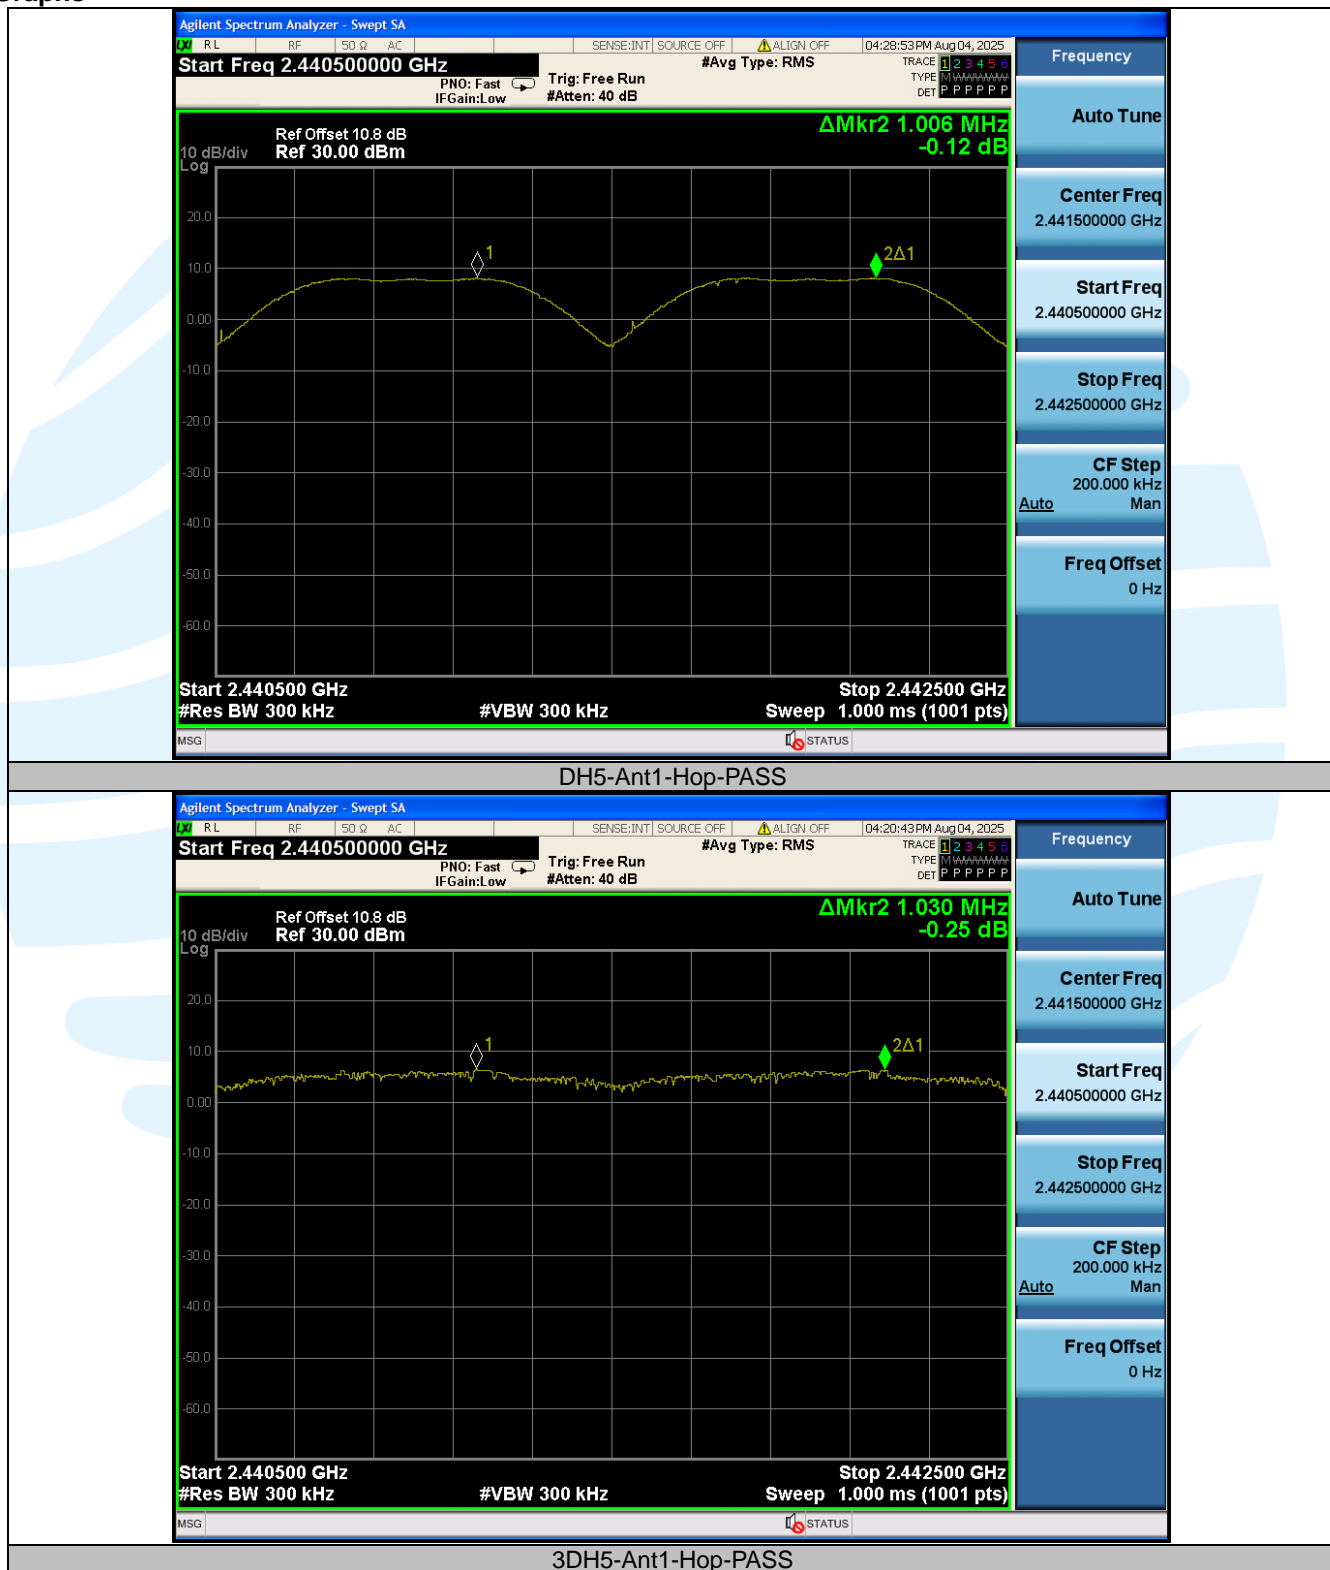 Graphs
Agilent Spectrum Analyzer - Swept SA
LXI RL RF 50 Ω AC SENSE:INT SOURCE OFF ALIGN OFF 04:28:53 PM Aug 04, 2025
Start Freq 2.440500000 GHz
PNO: Fast
IFGain:Low
Trig: Free Run
#Atten: 40 dB
#Avg Type: RMS
TRACE 1 2 3 4 5 6
TYPE M WWWWW
DET P P P P P P
Ref Offset 10.8 dB
10 dB/div Ref 30.00 dBm
Log
ΔMkr2 1.006 MHz
-0.12 dB
20.0
10.0
0.00
-10.0
-20.0
-30.0
-40.0
-50.0
-60.0
1
2Δ1
Start 2.440500 GHz Stop 2.442500 GHz
#Res BW 300 kHz #VBW 300 kHz Sweep 1.000 ms (1001 pts)
MSG STATUS
Frequency
Auto Tune
Center Freq
2.441500000 GHz
Start Freq
2.440500000 GHz
Stop Freq
2.442500000 GHz
CF Step
200.000 kHz
Auto Man
Freq Offset
0 Hz
DH5-Ant1-Hop-PASS
Agilent Spectrum Analyzer - Swept SA
LXI RL RF 50 Ω AC SENSE:INT SOURCE OFF ALIGN OFF 04:20:43 PM Aug 04, 2025
Start Freq 2.440500000 GHz
PNO: Fast
IFGain:Low
Trig: Free Run
#Atten: 40 dB
#Avg Type: RMS
TRACE 1 2 3 4 5 6
TYPE M WWWWW
DET P P P P P P
Ref Offset 10.8 dB
10 dB/div Ref 30.00 dBm
Log
ΔMkr2 1.030 MHz
-0.25 dB
20.0
10.0
0.00
-10.0
-20.0
-30.0
-40.0
-50.0
-60.0
1
2Δ1
Start 2.440500 GHz Stop 2.442500 GHz
#Res BW 300 kHz #VBW 300 kHz Sweep 1.000 ms (1001 pts)
MSG STATUS
Frequency
Auto Tune
Center Freq
2.441500000 GHz
Start Freq
2.440500000 GHz
Stop Freq
2.442500000 GHz
CF Step
200.000 kHz
Auto Man
Freq Offset
0 Hz
3DH5-Ant1-Hop-PASS